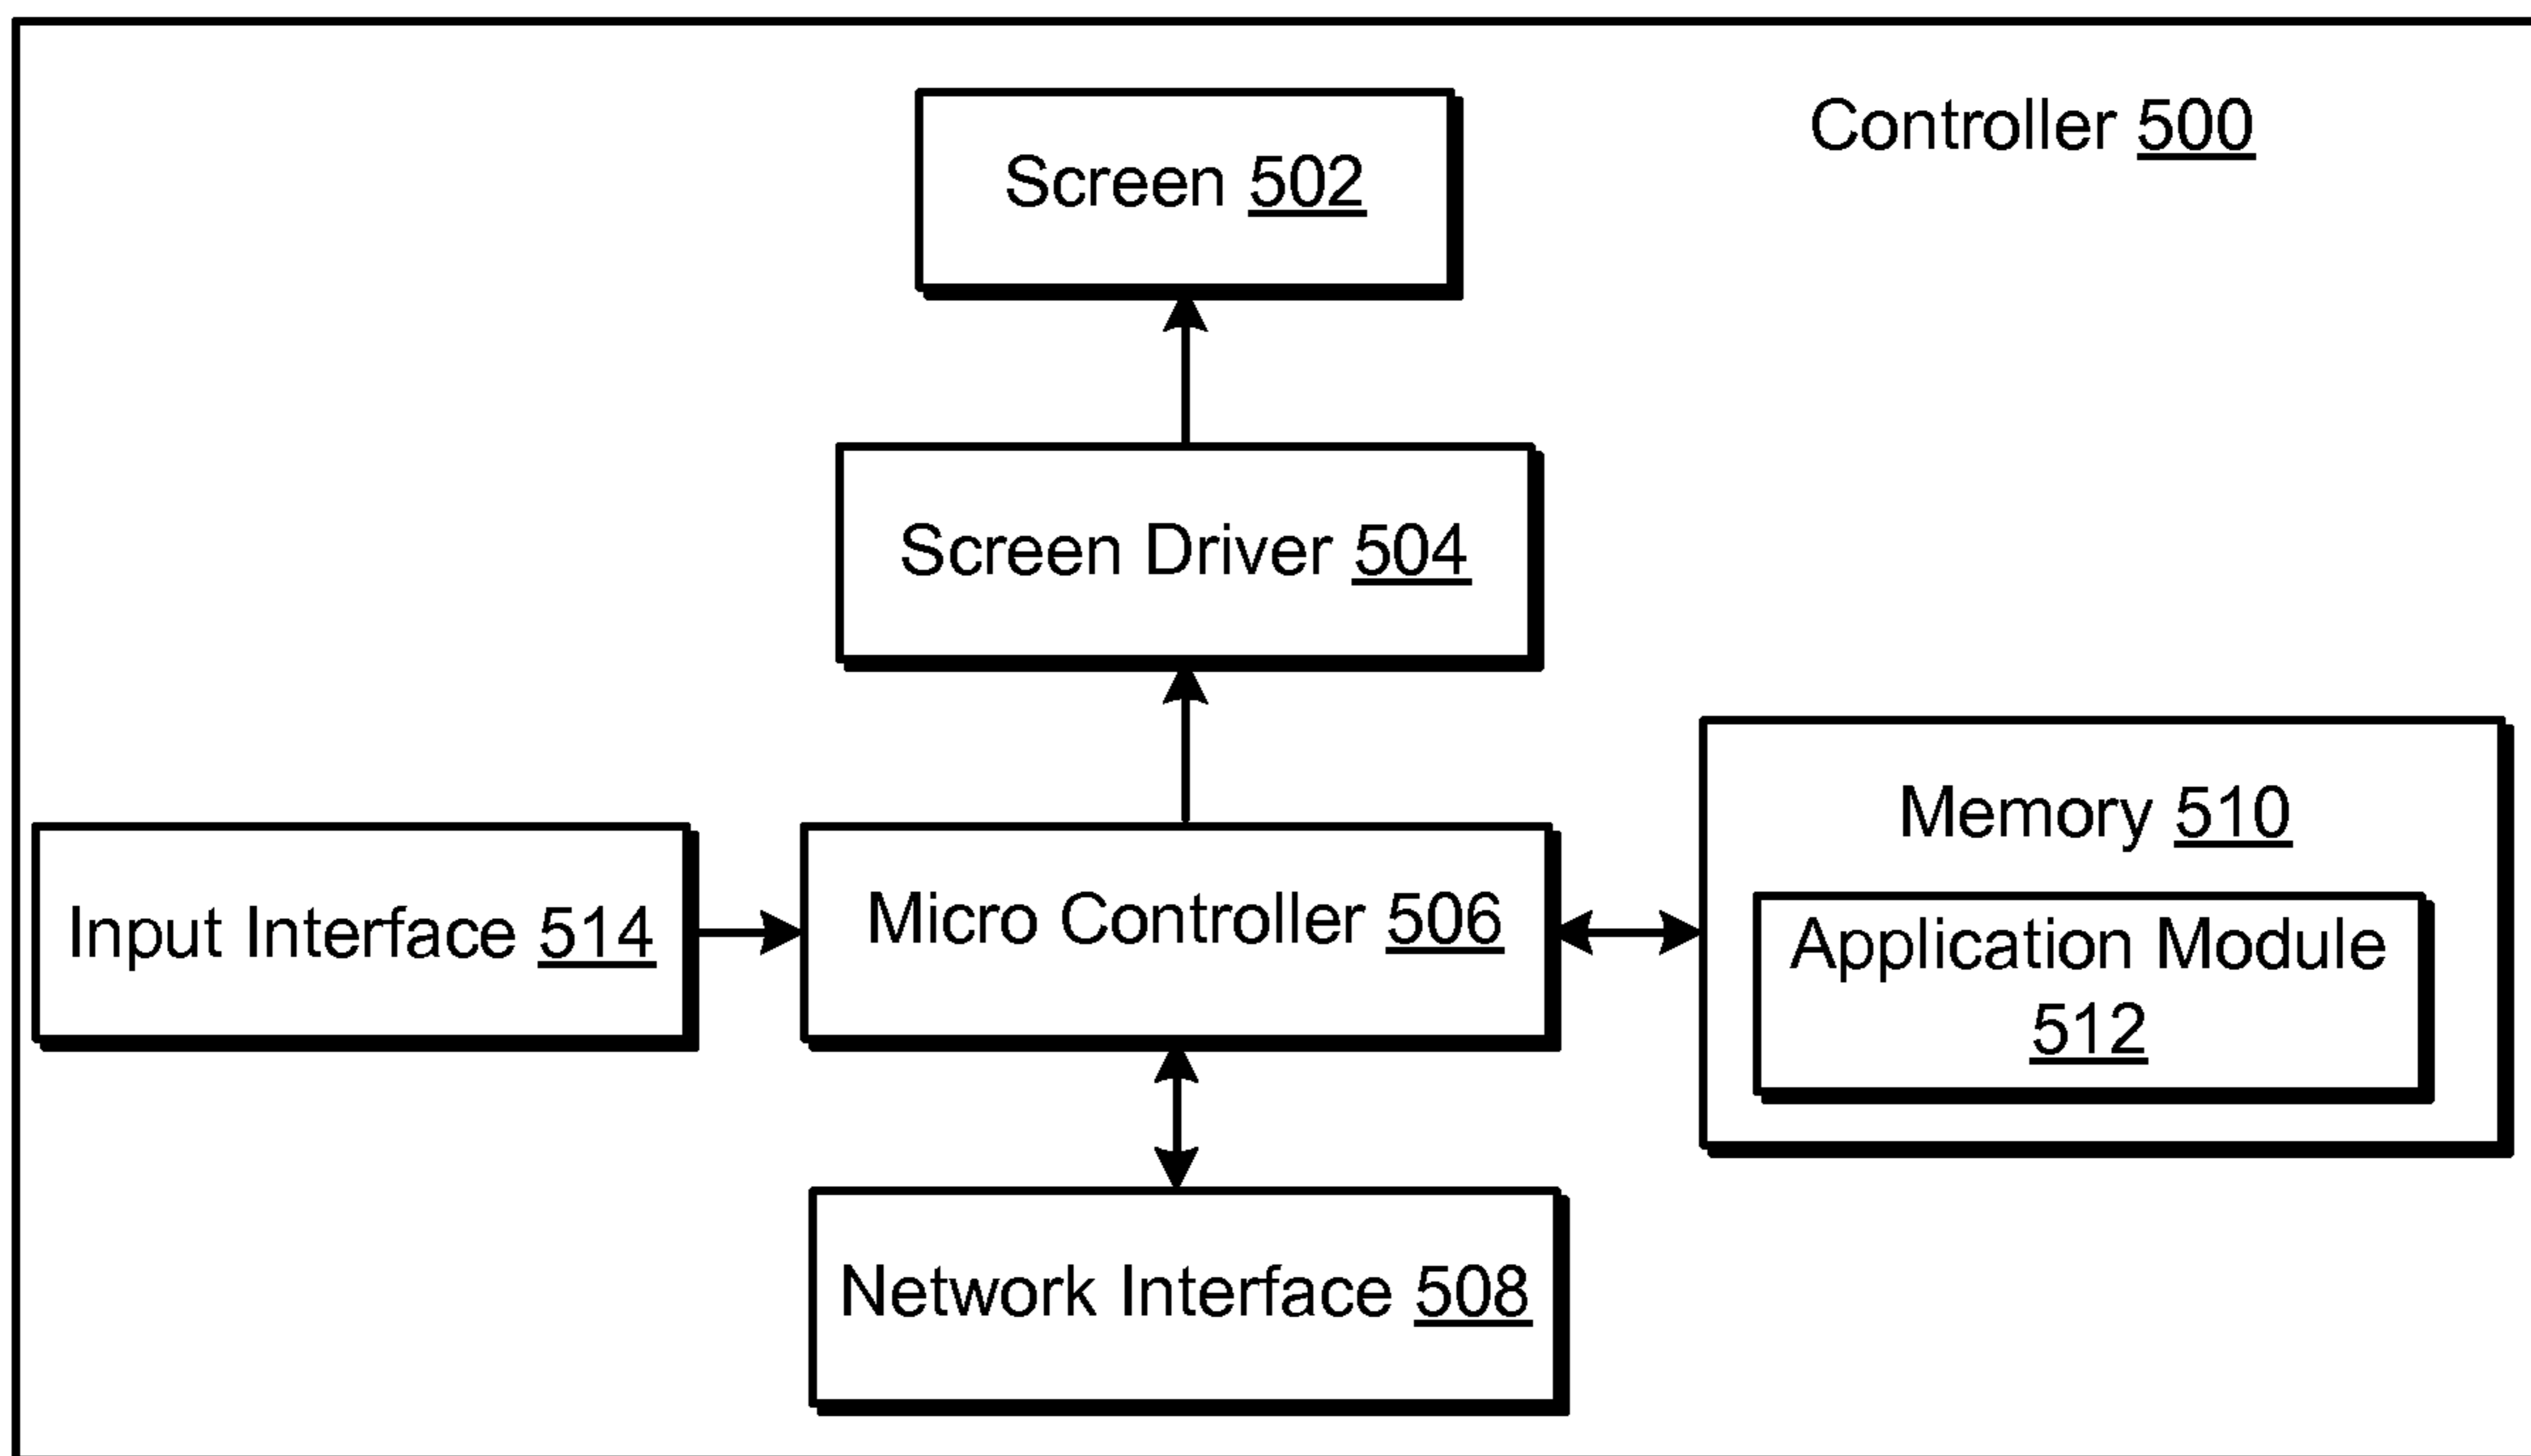 Controller 500
Screen 502
Screen Driver 504
Memory 510
Input Interface 514
Micro Controller 506
Application Module
512
Network Interface 508